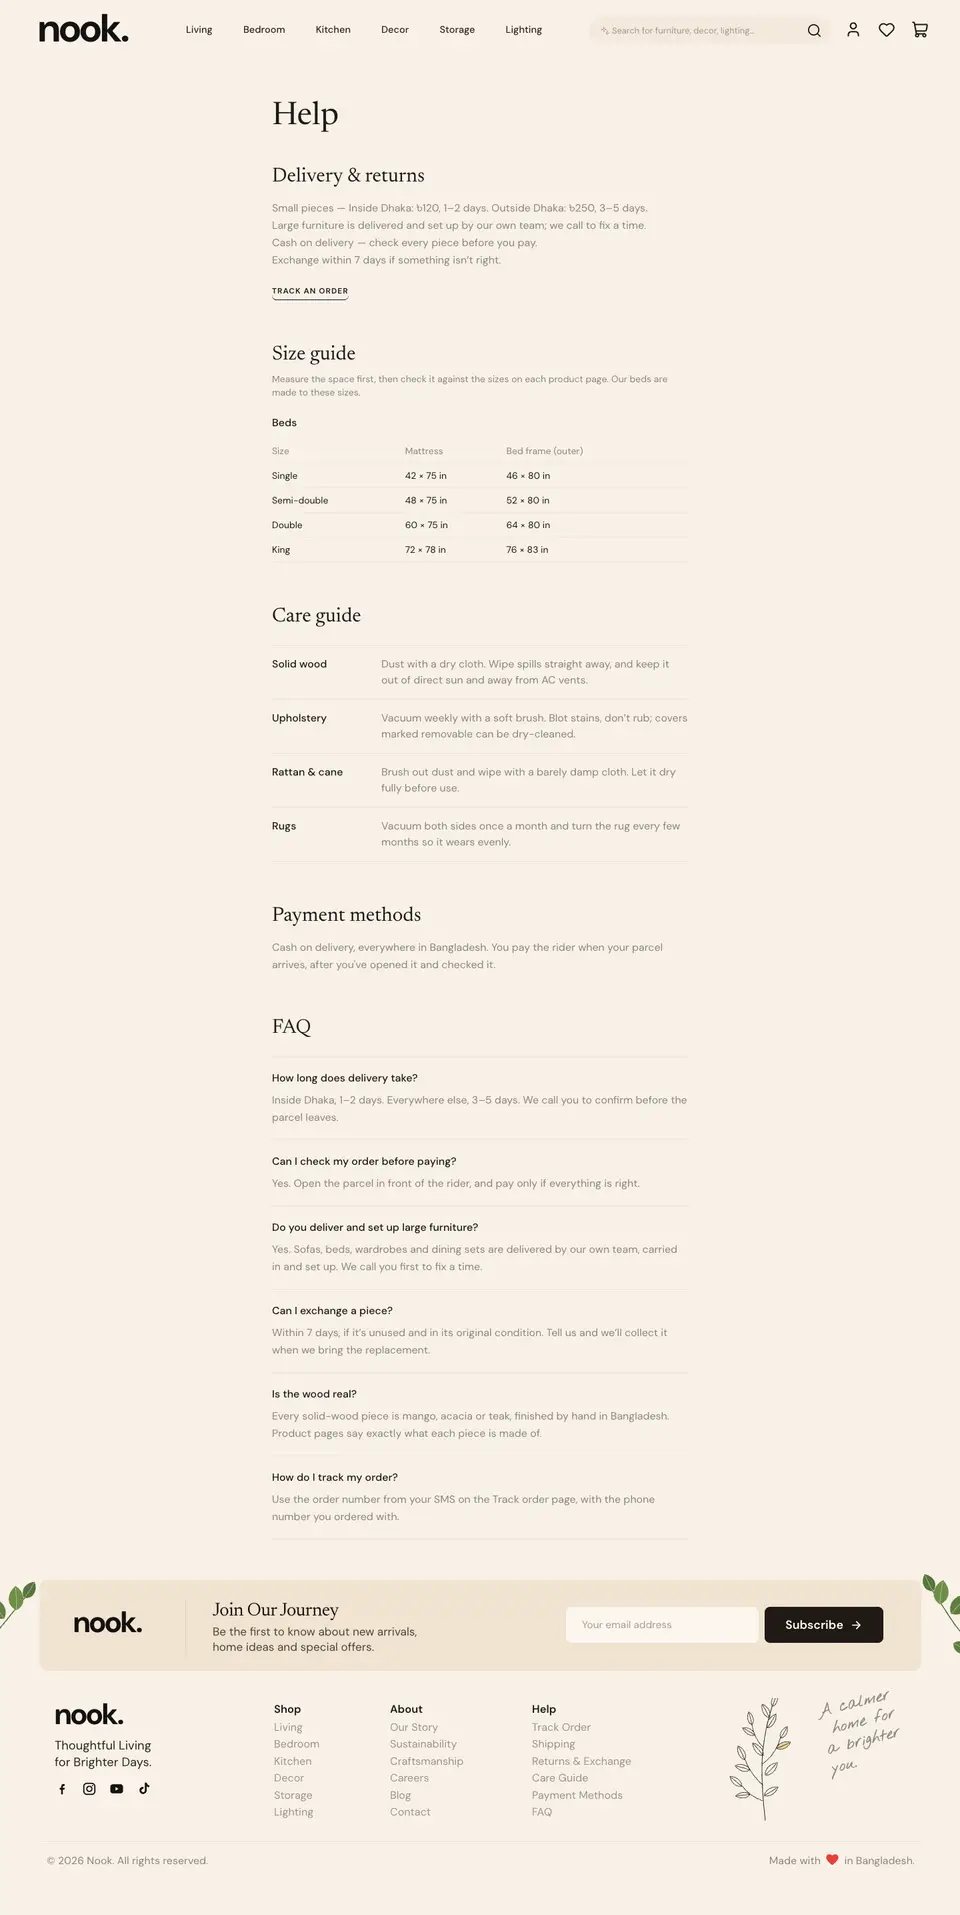 nook.
Living Bedroom Kitchen Decor Storage Lighting
Search for furniture, decor, lighting...
Help
Delivery & returns
Small pieces — Inside Dhaka: ৳120, 1–2 days. Outside Dhaka: ৳250, 3–5 days.
Large furniture is delivered and set up by our own team; we call to fix a time.
Cash on delivery — check every piece before you pay.
Exchange within 7 days if something isn't right.
TRACK AN ORDER
Size guide
Measure the space first, then check it against the sizes on each product page. Our beds are
made to these sizes.
Beds
Size Mattress Bed frame (outer)
Single 42 × 75 in 46 × 80 in
Semi-double 48 × 75 in 52 × 80 in
Double 60 × 75 in 64 × 80 in
King 72 × 78 in 76 × 83 in
Care guide
Solid wood Dust with a dry cloth. Wipe spills straight away, and keep it
out of direct sun and away from AC vents.
Upholstery Vacuum weekly with a soft brush. Blot stains, don't rub; covers
marked removable can be dry-cleaned.
Rattan & cane Brush out dust and wipe with a barely damp cloth. Let it dry
fully before use.
Rugs Vacuum both sides once a month and turn the rug every few
months so it wears evenly.
Payment methods
Cash on delivery, everywhere in Bangladesh. You pay the rider when your parcel
arrives, after you've opened it and checked it.
FAQ
How long does delivery take?
Inside Dhaka, 1–2 days. Everywhere else, 3–5 days. We call you to confirm before the
parcel leaves.
Can I check my order before paying?
Yes. Open the parcel in front of the rider, and pay only if everything is right.
Do you deliver and set up large furniture?
Yes. Sofas, beds, wardrobes and dining sets are delivered by our own team, carried
in and set up. We call you first to fix a time.
Can I exchange a piece?
Within 7 days, if it's unused and in its original condition. Tell us and we'll collect it
when we bring the replacement.
Is the wood real?
Every solid-wood piece is mango, acacia or teak, finished by hand in Bangladesh.
Product pages say exactly what each piece is made of.
How do I track my order?
Use the order number from your SMS on the Track order page, with the phone
number you ordered with.
nook.
Join Our Journey
Be the first to know about new arrivals,
home ideas and special offers.
Your email address
Subscribe →
nook.
Thoughtful Living
for Brighter Days.
Shop
Living
Bedroom
Kitchen
Decor
Storage
Lighting
About
Our Story
Sustainability
Craftsmanship
Careers
Blog
Contact
Help
Track Order
Shipping
Returns & Exchange
Care Guide
Payment Methods
FAQ
A calmer
home for
a brighter
you.
© 2026 Nook. All rights reserved.
Made with ❤️ in Bangladesh.